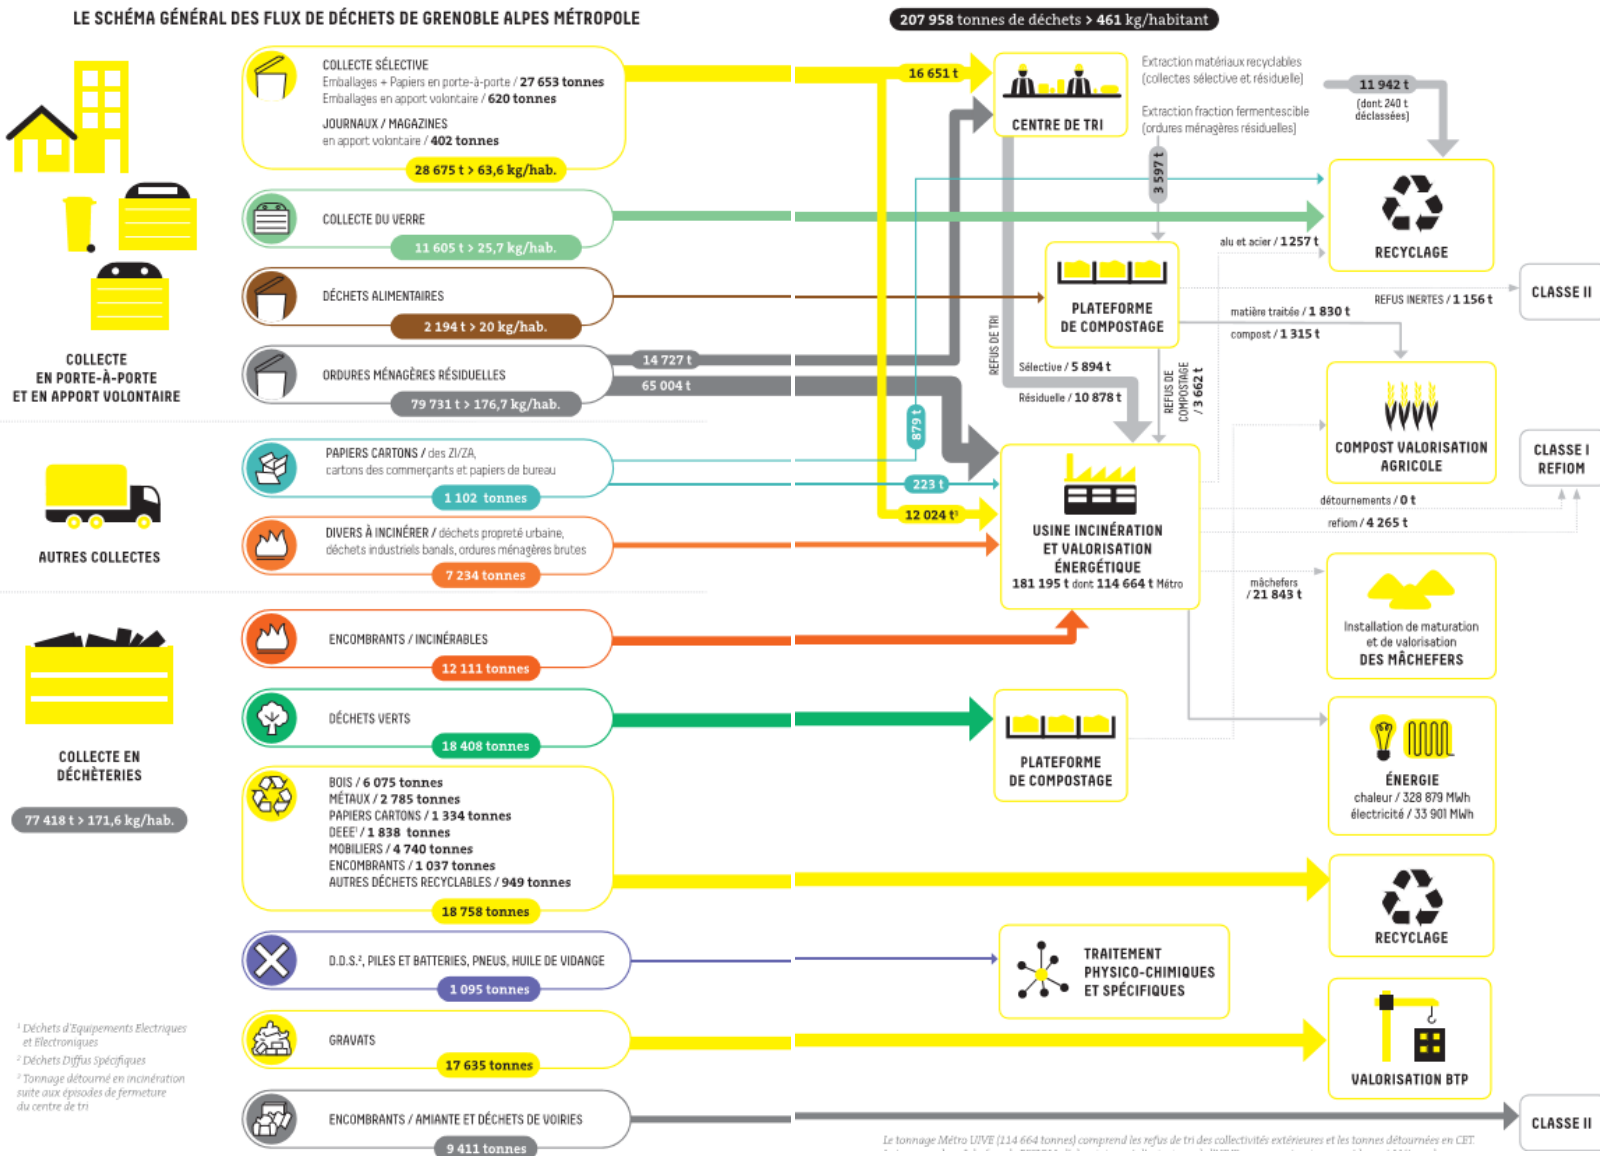 LE SCHÉMA GÉNÉRAL DES FLUX DE DÉCHETS DE GRENOBLE ALPES MÉTROPOLE
207 958 tonnes de déchets > 461 kg/habitant
COLLECTE
EN PORTE-À-PORTE
ET EN APPORT VOLONTAIRE
COLLECTE SÉLECTIVE
Emballages + Papiers en porte-à-porte / 27 653 tonnes
Emballages en apport volontaire / 620 tonnes
JOURNAUX / MAGAZINES
en apport volontaire / 402 tonnes
28 675 t > 63,6 kg/hab.
COLLECTE DU VERRE
11 605 t > 25,7 kg/hab.
DÉCHETS ALIMENTAIRES
2 194 t > 20 kg/hab.
ORDURES MÉNAGÈRES RÉSIDUELLES
79 731 t > 176,7 kg/hab.
14 727 t
65 004 t
AUTRES COLLECTES
PAPIERS CARTONS / des ZI/ZA,
cartons des commerçants et papiers de bureau
1 102 tonnes
DIVERS À INCINÉRER / déchets propreté urbaine,
déchets industriels banals, ordures ménagères brutes
7 234 tonnes
COLLECTE EN
DÉCHÈTERIES
77 418 t > 171,6 kg/hab.
ENCOMBRANTS / INCINÉRABLES
12 111 tonnes
DÉCHETS VERTS
18 408 tonnes
BOIS / 6 075 tonnes
MÉTAUX / 2 785 tonnes
PAPIERS CARTONS / 1 334 tonnes
DEEE¹ / 1 838 tonnes
MOBILIERS / 4 740 tonnes
ENCOMBRANTS / 1 037 tonnes
AUTRES DÉCHETS RECYCLABLES / 949 tonnes
18 758 tonnes
D.D.S.², PILES ET BATTERIES, PNEUS, HUILE DE VIDANGE
1 095 tonnes
GRAVATS
17 635 tonnes
ENCOMBRANTS / AMIANTE ET DÉCHETS DE VOIRIES
9 411 tonnes
¹ Déchets d'Equipements Electriques
et Electroniques
² Déchets Diffus Spécifiques
³ Tonnage détourné en incinération
suite aux épisodes de fermeture
du centre de tri
16 651 t
CENTRE DE TRI
Extraction matériaux recyclables
(collectes sélective et résiduelle)
Extraction fraction fermentescible
(ordures ménagères résiduelles)
11 942 t
(dont 240 t
déclassées)
3 597 t
RECYCLAGE
alu et acier / 1 257 t
PLATEFORME
DE COMPOSTAGE
REFUS INERTES / 1 156 t
CLASSE II
matière traitée / 1 830 t
compost / 1 315 t
REFUS DE TRI
Sélective / 5 894 t
Résiduelle / 10 878 t
REFUS DE
COMPOSTAGE
/ 3 662 t
COMPOST VALORISATION
AGRICOLE
CLASSE I
REFIOM
879 t
223 t
12 024 t³
USINE INCINÉRATION
ET VALORISATION
ÉNERGÉTIQUE
181 195 t dont 114 664 t Métro
détournements / 0 t
refiom / 4 265 t
mâchefers
/ 21 843 t
Installation de maturation
et de valorisation
DES MÂCHEFERS
PLATEFORME
DE COMPOSTAGE
ÉNERGIE
chaleur / 328 879 MWh
électricité / 33 901 MWh
RECYCLAGE
TRAITEMENT
PHYSICO-CHIMIQUES
ET SPÉCIFIQUES
VALORISATION BTP
CLASSE II
Le tonnage Métro UIVE (114 664 tonnes) comprend les refus de tri des collectivités extérieures et les tonnes détournées en CET.